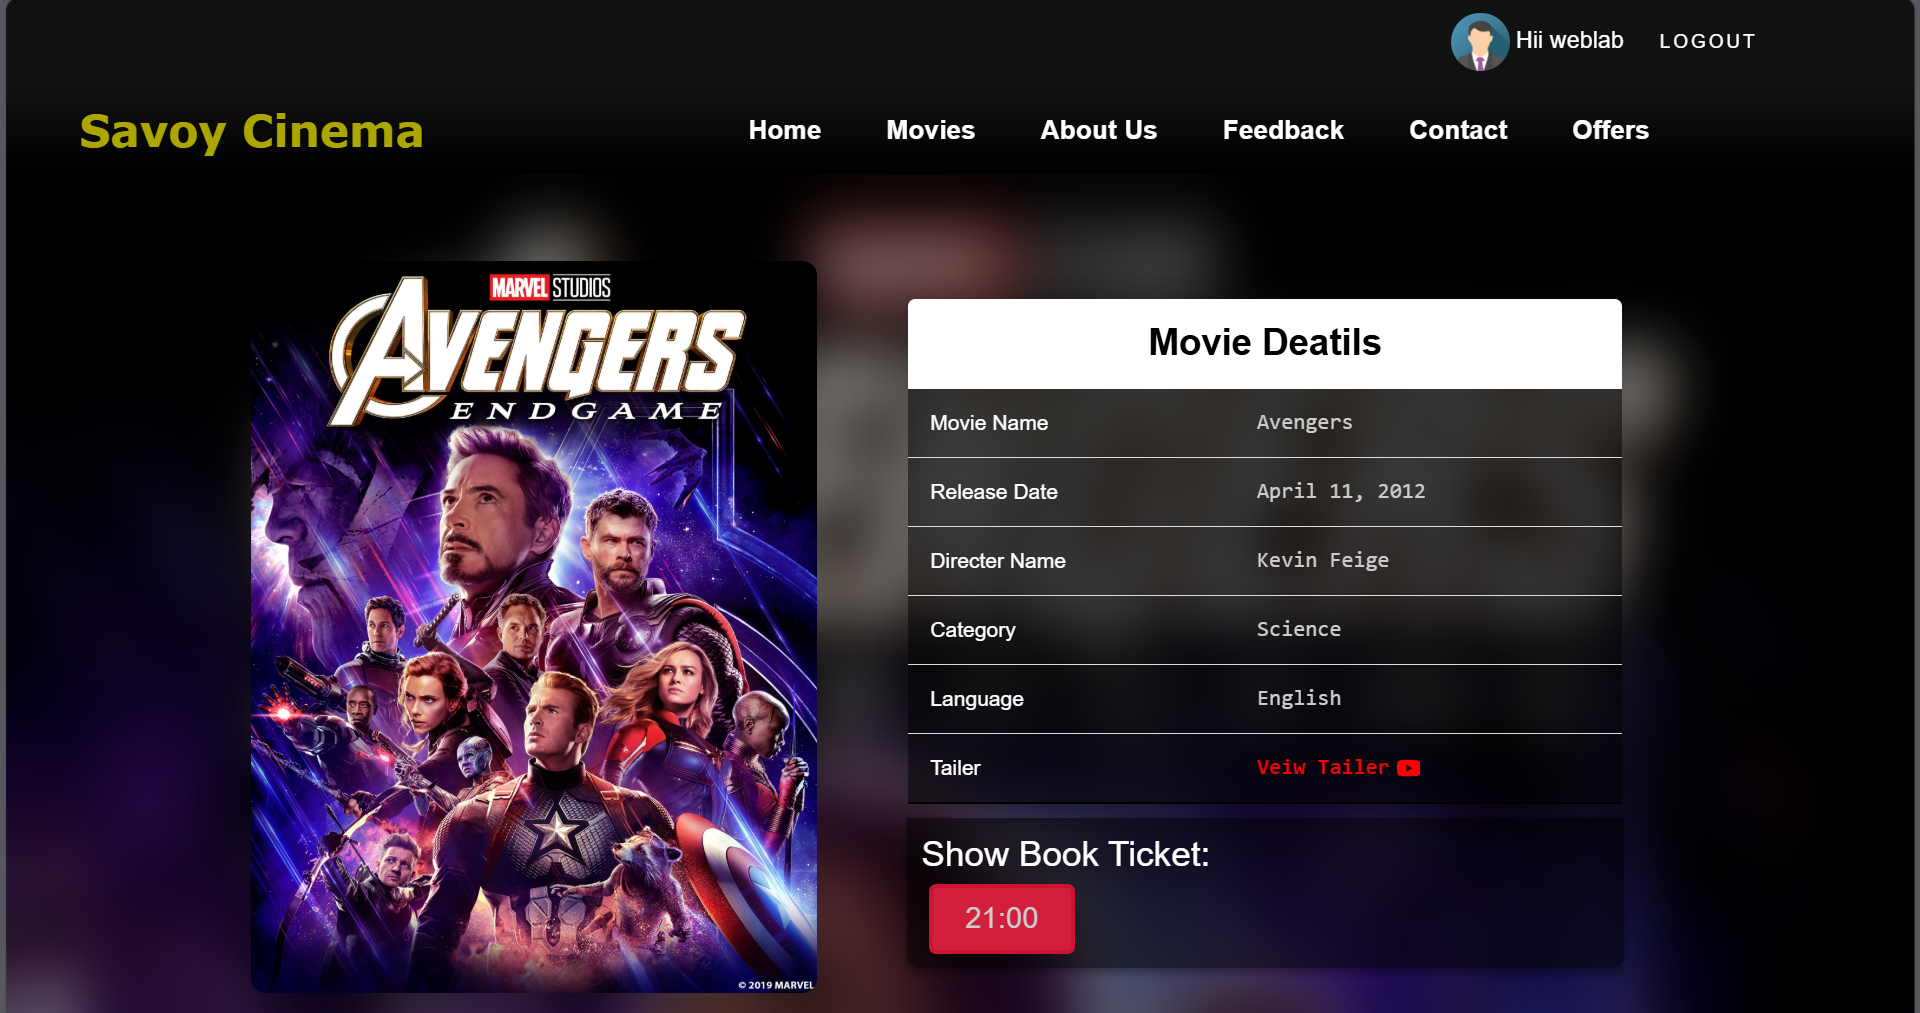 Hii weblab LOGOUT
Savoy Cinema Home Movies About Us Feedback Contact Offers
MARVEL STUDIOS
AVENGERS
ENDGAME
© 2019 MARVEL
Movie Deatils
Movie Name Avengers
Release Date April 11, 2012
Directer Name Kevin Feige
Category Science
Language English
Tailer Veiw Tailer
Show Book Ticket:
21:00